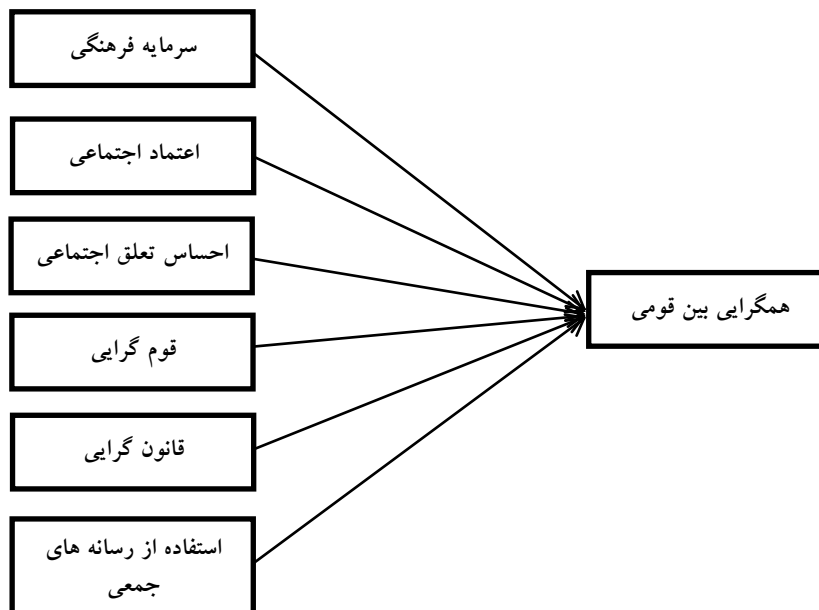 سرمایه فرهنگی
اعتماد اجتماعی
احساس تعلق اجتماعی
همگرایی بین قومی
قوم گرایی
قانون گرایی
استفاده از رسانه های
جمعی